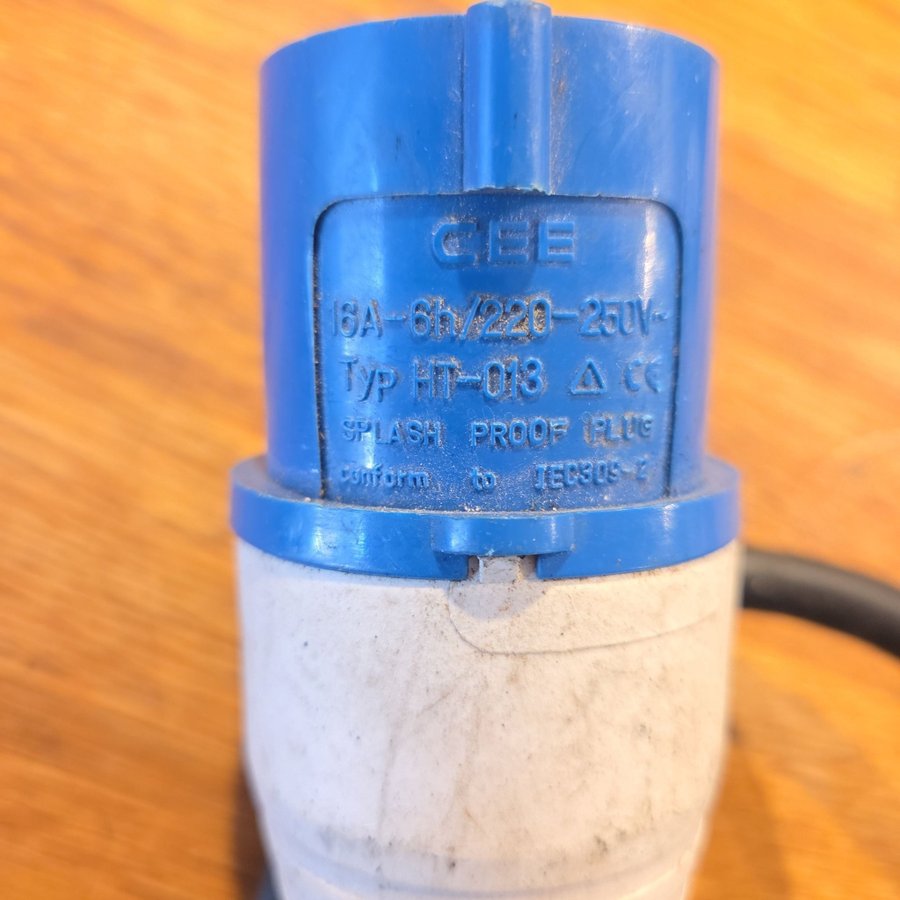 CEE
16A-6h/220-250V~
Typ HT-013 CE
SPLASH PROOF PLUG
conform to IEC309-2